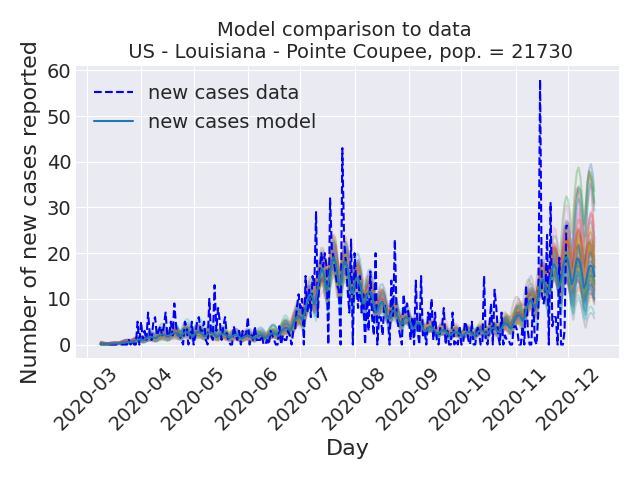 Model comparison to data
US - Louisiana - Pointe Coupee, pop. = 21730
Number of new cases reported
60
50
40
30
20
10
0
new cases data
new cases model
2020-03
2020-04
2020-05
2020-06
2020-07
2020-08
2020-09
2020-10
2020-11
2020-12
Day